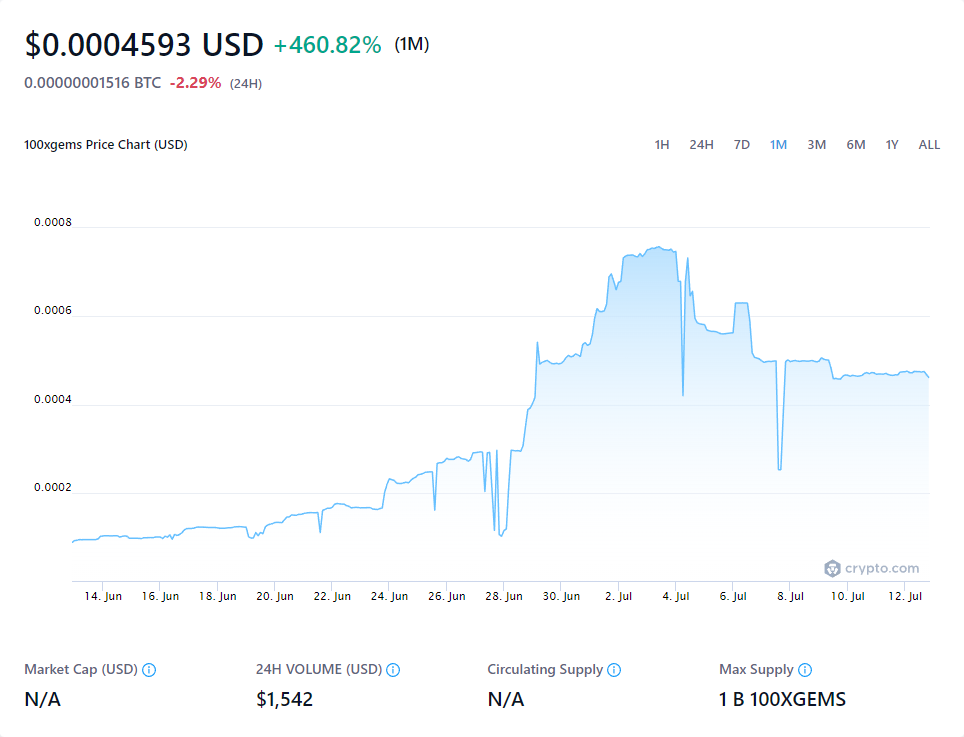 $0.0004593 USD +460.82% (1M)
0.00000001516 BTC -2.29% (24H)
100xgems Price Chart (USD) 1H 24H 7D 1M 3M 6M 1Y ALL
0.0008
0.0006
0.0004
0.0002
crypto.com
14. Jun 16. Jun 18. Jun 20. Jun 22. Jun 24. Jun 26. Jun 28. Jun 30. Jun 2. Jul 4. Jul 6. Jul 8. Jul 10. Jul 12. Jul
Market Cap (USD) 24H VOLUME (USD) Circulating Supply Max Supply
N/A $1,542 N/A 1 B 100XGEMS